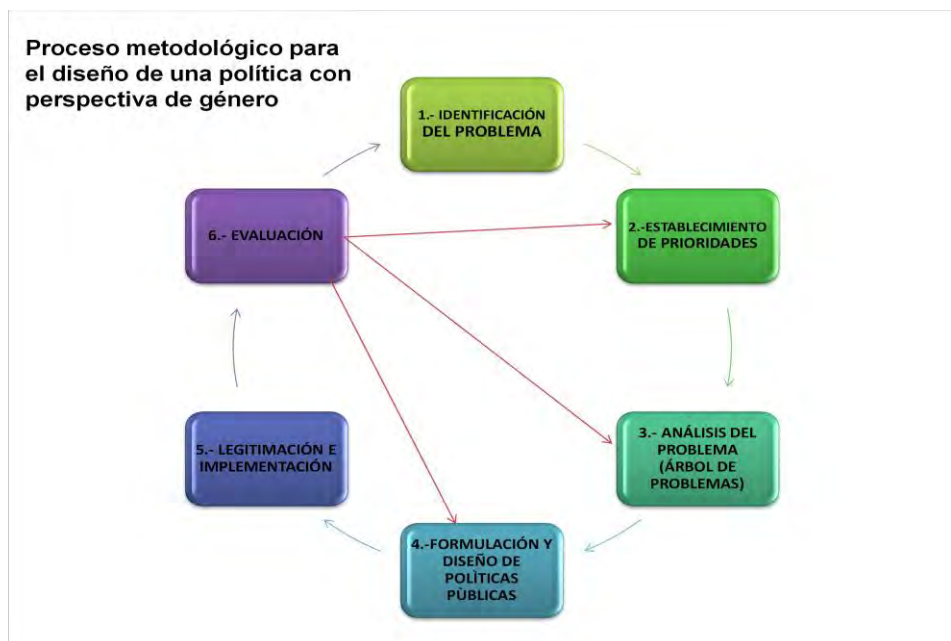 Proceso metodológico para
el diseño de una política con
perspectiva de género
1.- IDENTIFICACIÓN
DEL PROBLEMA
2.-ESTABLECIMIENTO
DE PRIORIDADES
3.- ANÁLISIS DEL
PROBLEMA
(ÁRBOL DE
PROBLEMAS)
4.-FORMULACIÓN Y
DISEÑO DE
POLÌTICAS
PÙBLICAS
5.- LEGITIMACIÓN E
IMPLEMENTACIÓN
6.- EVALUACIÓN